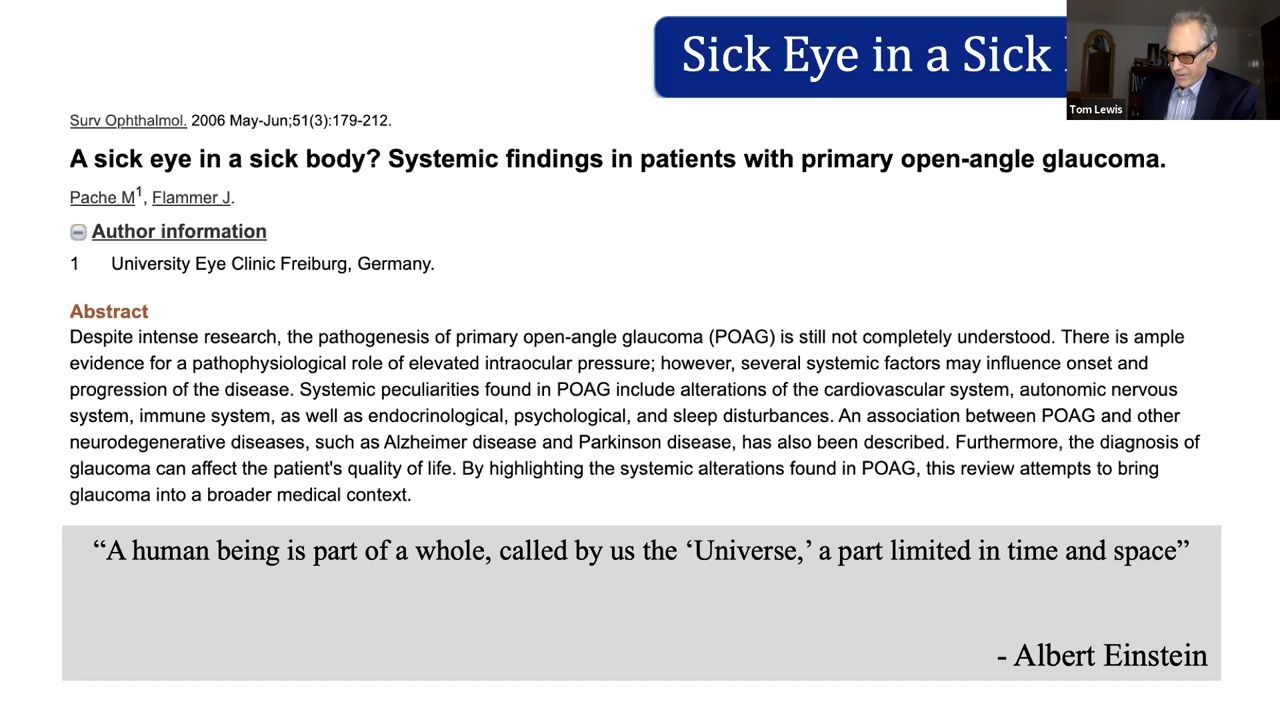 Sick Eye in a Sick
Tom Lewis
Surv Ophthalmol. 2006 May-Jun;51(3):179-212.
A sick eye in a sick body? Systemic findings in patients with primary open-angle glaucoma.
Pache M1, Flammer J.
Author information
1 University Eye Clinic Freiburg, Germany.
Abstract
Despite intense research, the pathogenesis of primary open-angle glaucoma (POAG) is still not completely understood. There is ample
evidence for a pathophysiological role of elevated intraocular pressure; however, several systemic factors may influence onset and
progression of the disease. Systemic peculiarities found in POAG include alterations of the cardiovascular system, autonomic nervous
system, immune system, as well as endocrinological, psychological, and sleep disturbances. An association between POAG and other
neurodegenerative diseases, such as Alzheimer disease and Parkinson disease, has also been described. Furthermore, the diagnosis of
glaucoma can affect the patient's quality of life. By highlighting the systemic alterations found in POAG, this review attempts to bring
glaucoma into a broader medical context.
“A human being is part of a whole, called by us the ‘Universe,’ a part limited in time and space”
- Albert Einstein